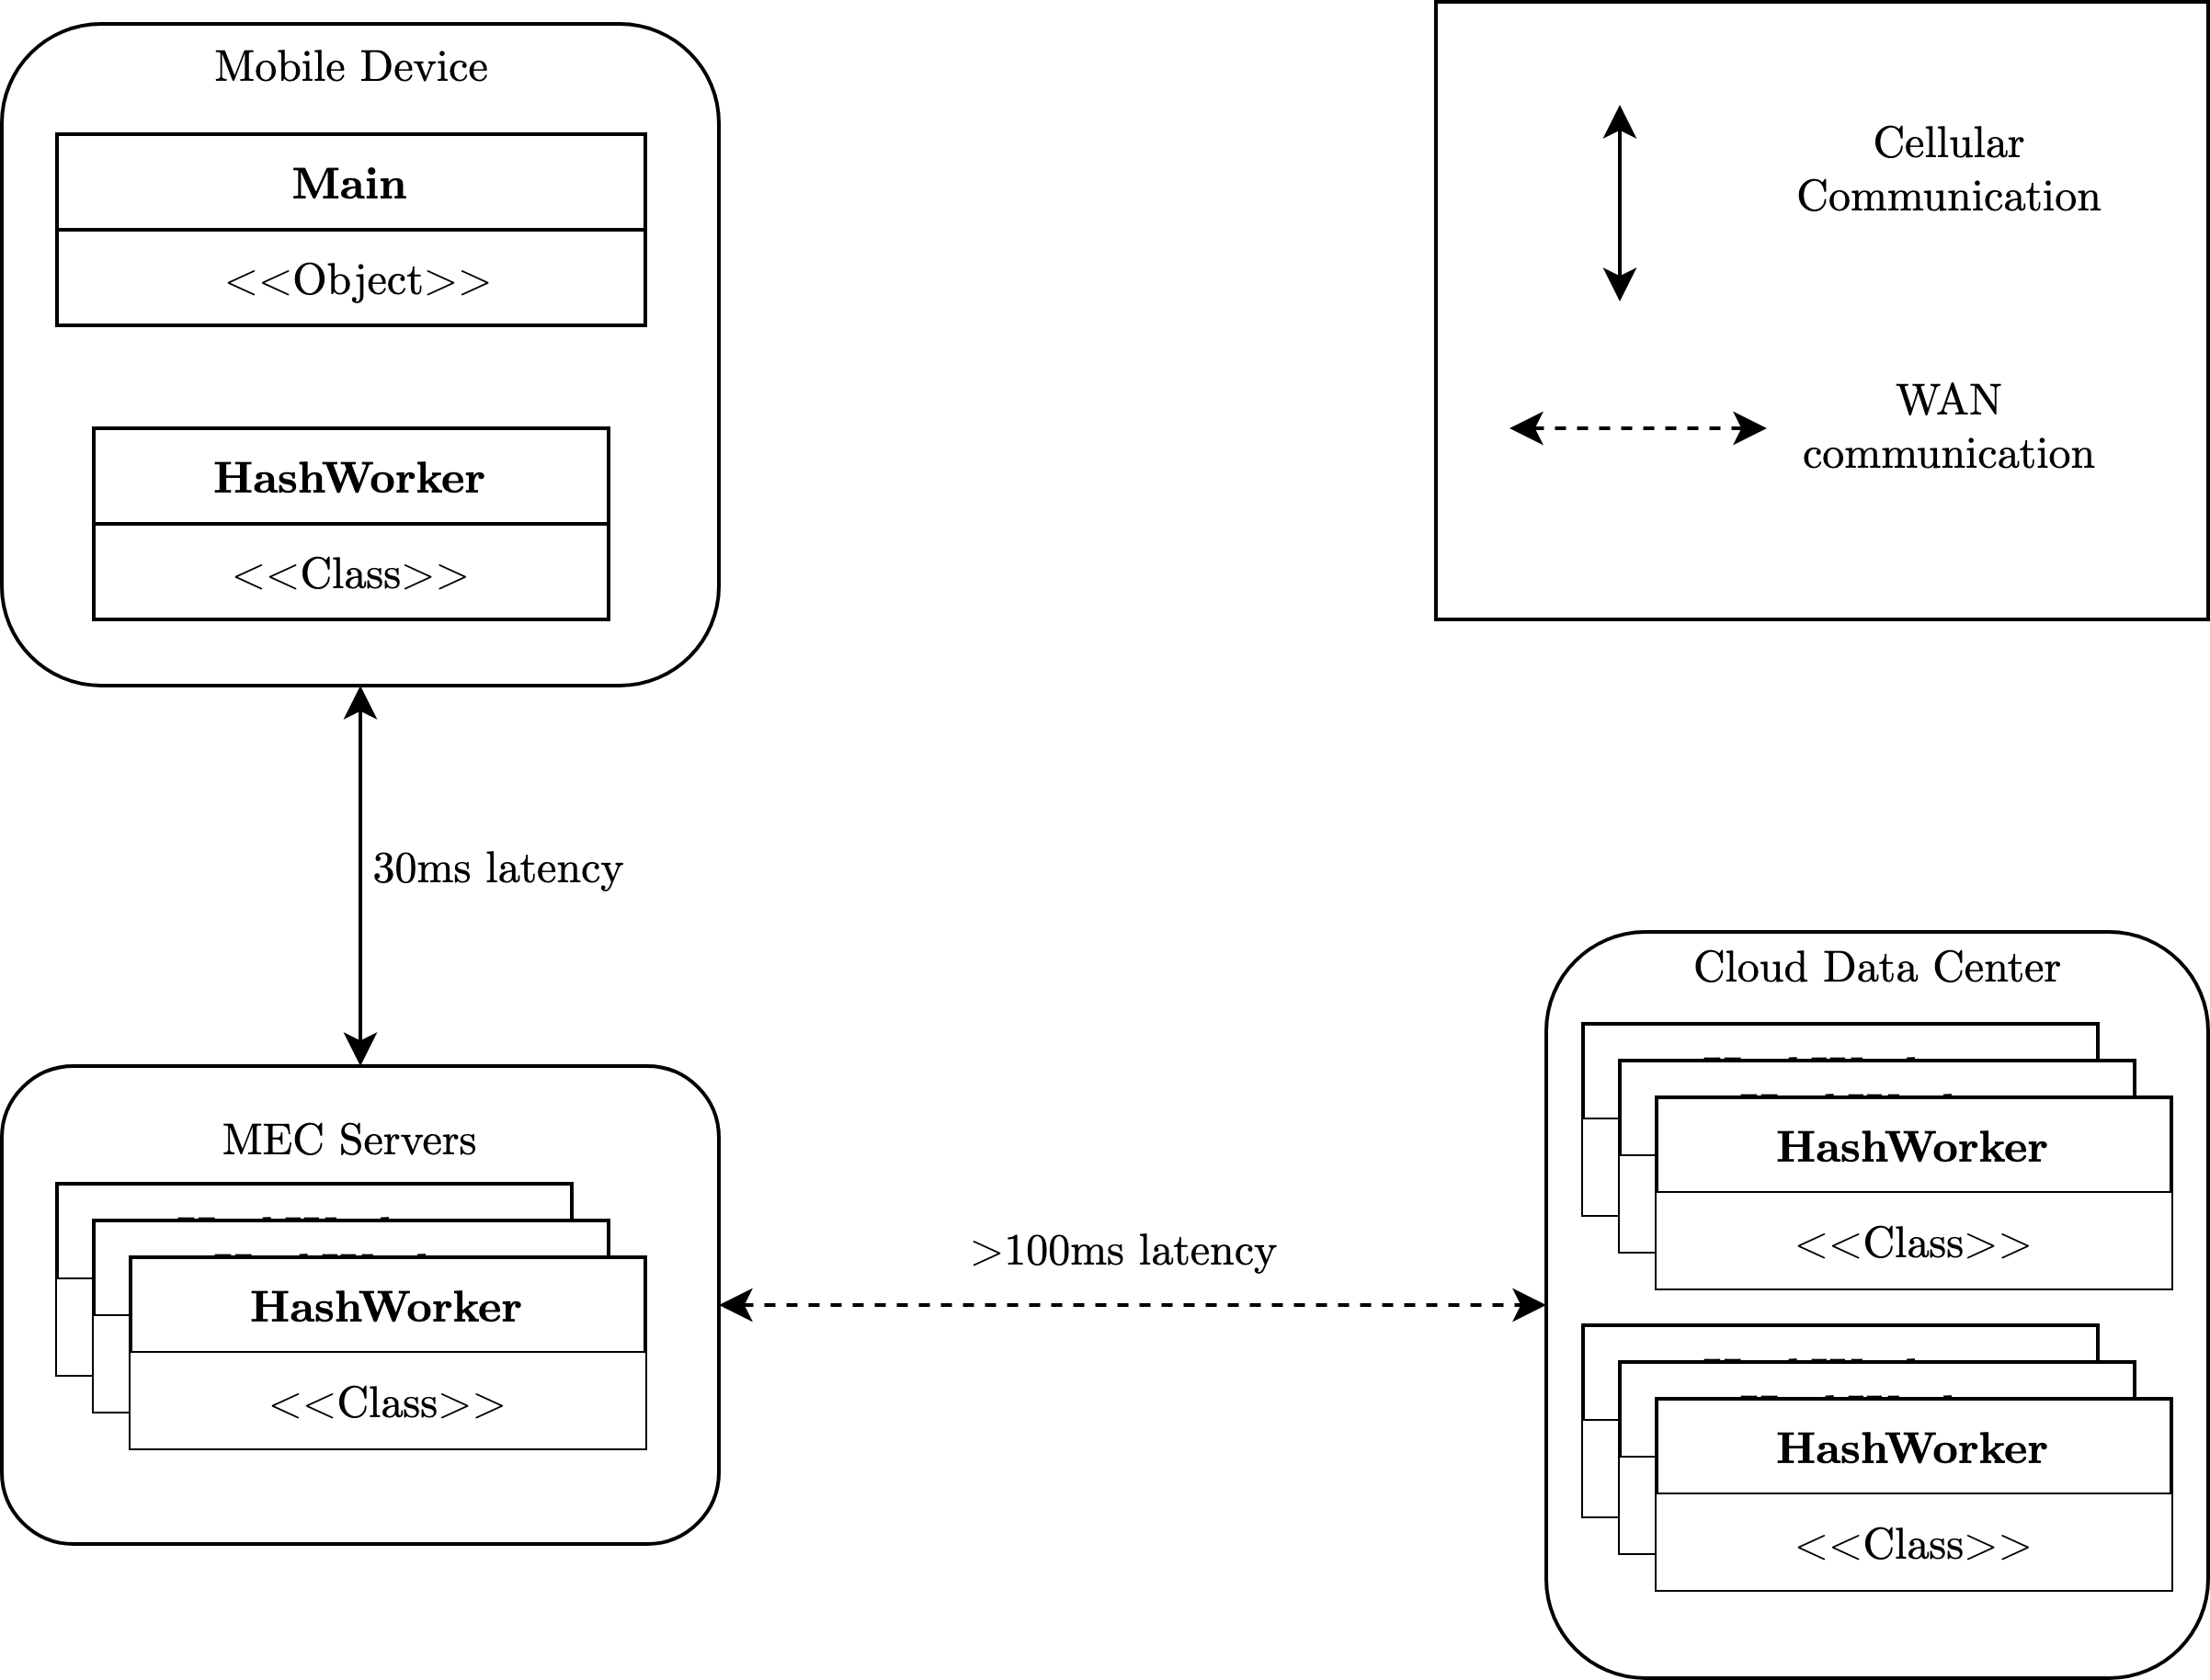 Mobile Device
Main
<<Object>>
HashWorker
<<Class>>
Cellular
Communication
WAN
communication
30ms latency
MEC Servers
HashWorker
<<Class>>
>100ms latency
Cloud Data Center
HashWorker
<<Class>>
HashWorker
<<Class>>